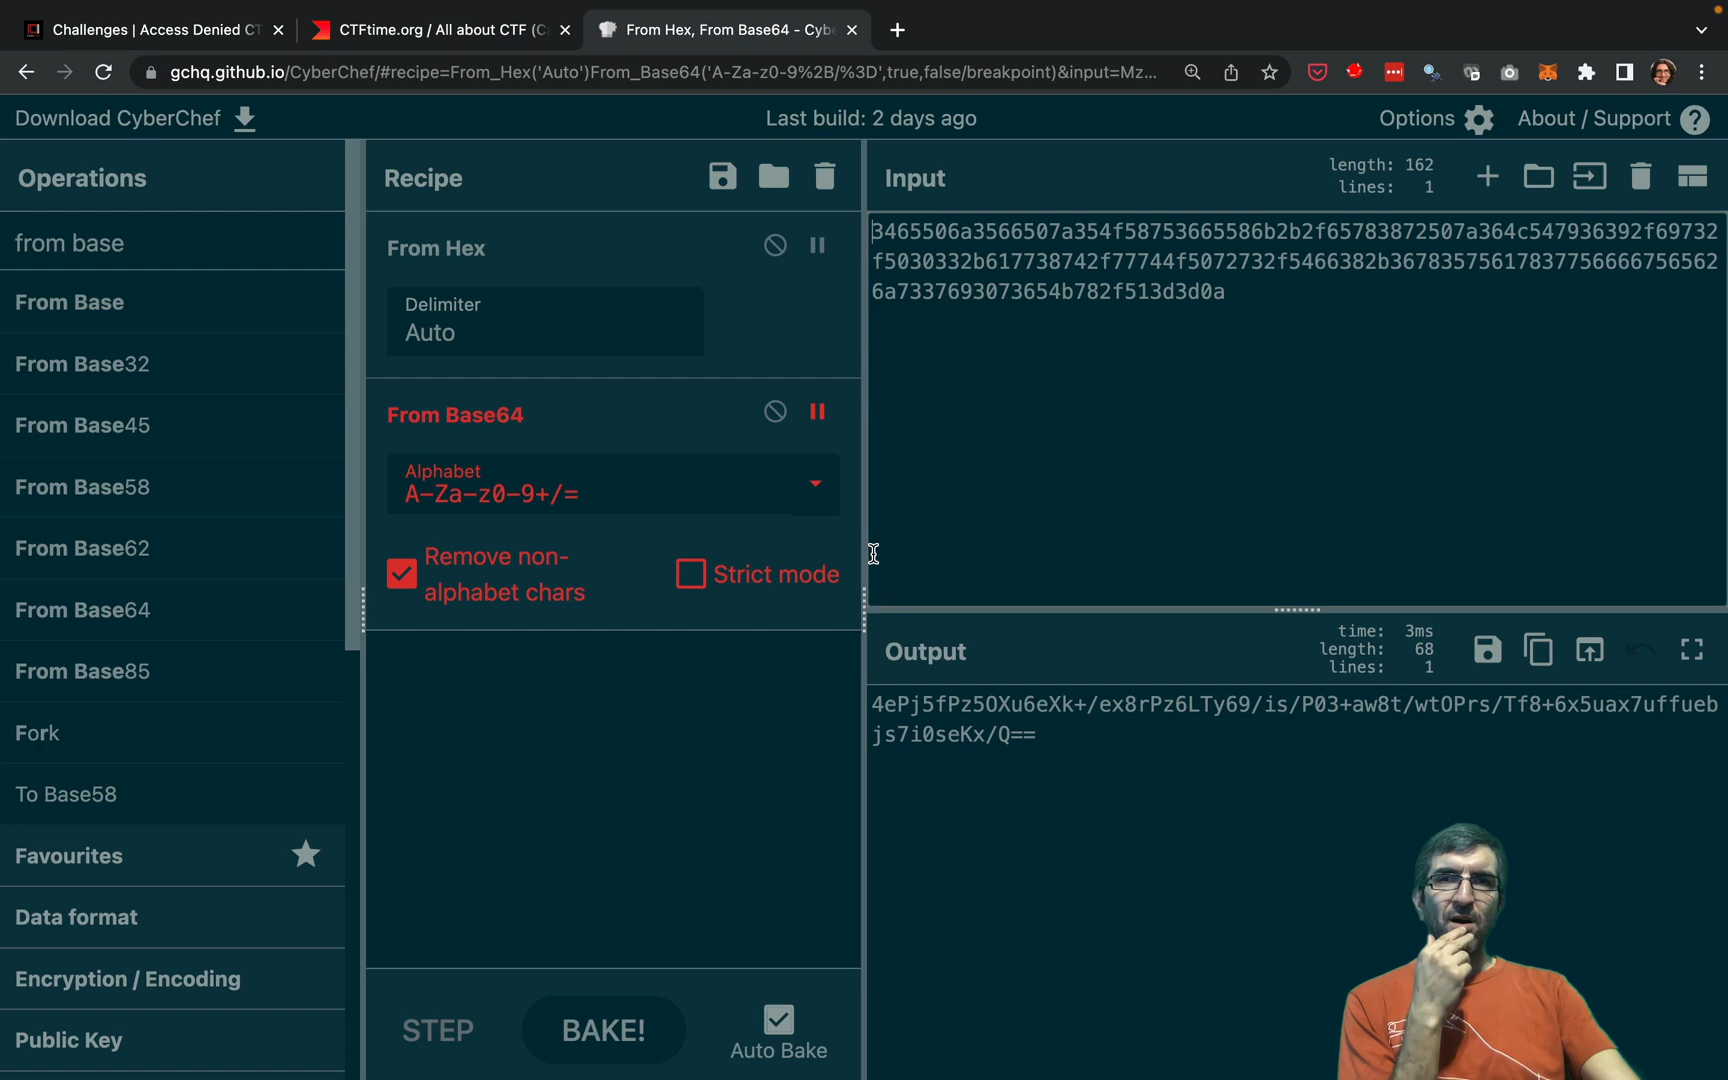 Challenges | Access Denied CT
CTFtime.org / All about CTF (Ca
From Hex, From Base64 - Cybe
gchq.github.io/CyberChef/#recipe=From_Hex('Auto')From_Base64('A-Za-z0-9%2B/%3D',true,false/breakpoint)&input=Mz...
Download CyberChef
Last build: 2 days ago
Options
About / Support
Operations
Recipe
Input
length: 162
lines: 1
from base
From Hex
Delimiter
Auto
3465506a3566507a354f58753665586b2b2f65783872507a364c547936392f69732
f5030332b617738742f77744f5072732f5466382b36783575617837756666756562
6a7337693073654b782f513d3d0a
From Base
From Base32
From Base45
From Base58
From Base62
From Base64
From Base85
Fork
To Base58
Favourites
Data format
Encryption / Encoding
Public Key
From Base64
Alphabet
A-Za-z0-9+/=
Remove non-
alphabet chars
Strict mode
STEP
BAKE!
Auto Bake
Output
time: 3ms
length: 68
lines: 1
4ePj5fPz5OXu6eXk+/ex8rPz6LTy69/is/P03+aw8t/wtOPrs/Tf8+6x5uax7uffueb
js7i0seKx/Q==